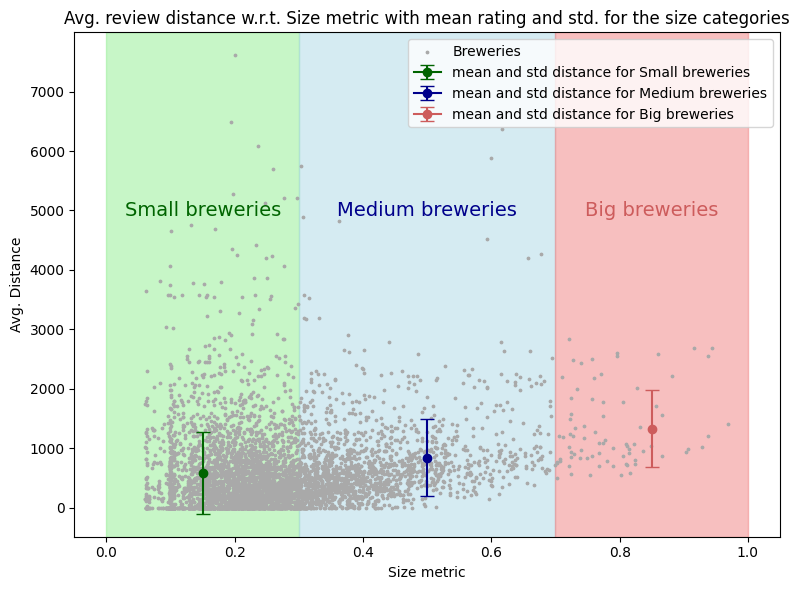 Avg. review distance w.r.t. Size metric with mean rating and std. for the size categories
Breweries
mean and std distance for Small breweries
mean and std distance for Medium breweries
mean and std distance for Big breweries
7000
6000
5000
4000
3000
2000
1000
0
Avg. Distance
Small breweries
Medium breweries
Big breweries
0.0
0.2
0.4
0.6
0.8
1.0
Size metric